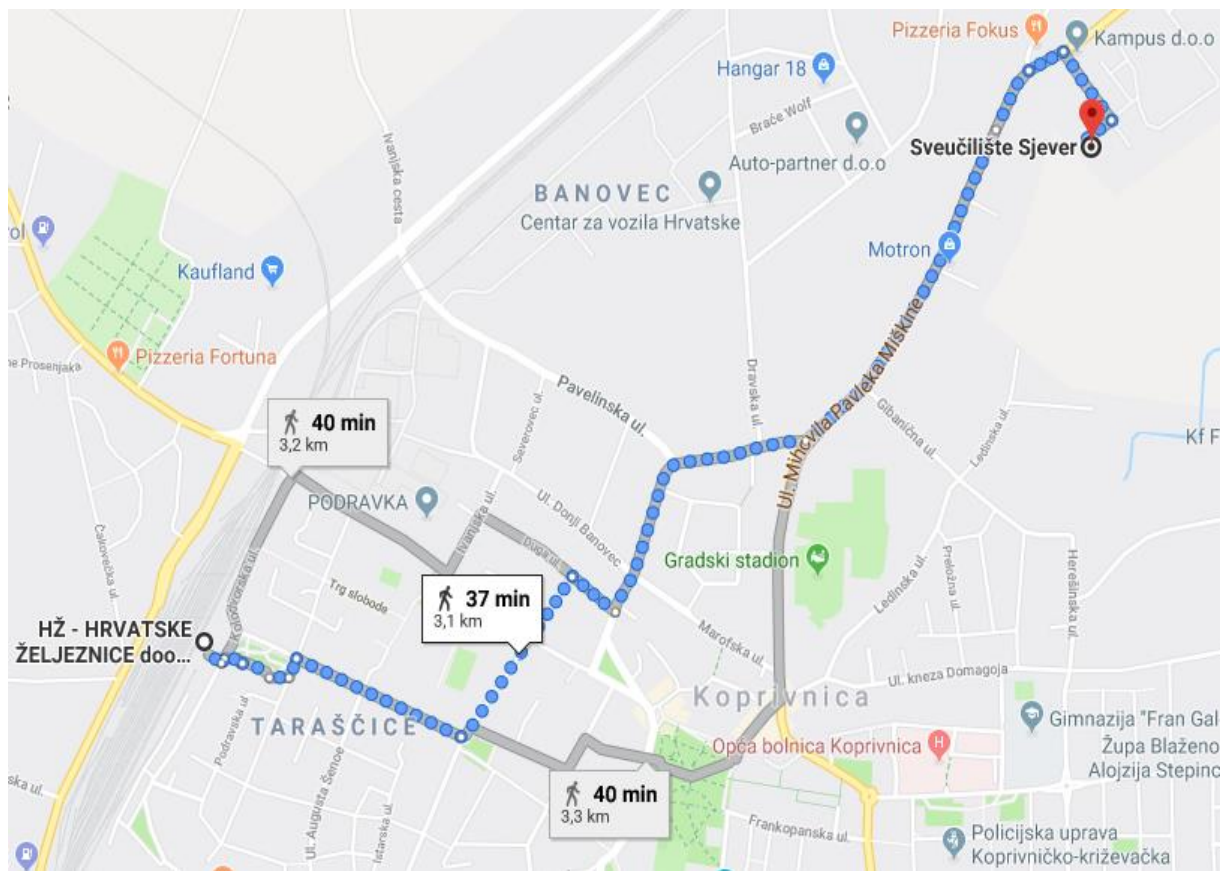 Pizzeria Fokus
Kampus d.o.o
Hangar 18
Braće Wolf
Auto-partner d.o.o
Sveučilište Sjever
Ivanjska cesta
BANOVEC
Centar za vozila Hrvatske
rol
Kaufland
Motron
Pizzeria Fortuna
ne Prosenjaka
Dravska ul.
Pavelinska ul.
Ul. Mihovila Pavleka Miškine
Gibanična ul.
Ledinska ul.
Kf F
40 min
3,2 km
Severovec ul.
PODRAVKA
Ivanjska ul.
Ul. Donji Banovec
Duga ul.
Čakovečka ul.
Kolodvorska ul.
Trg slobode
Gradski stadion
Ledinska ul.
Preložna ul.
Herešinska ul.
37 min
3,1 km
HŽ - HRVATSKE
ŽELJEZNICE doo...
Marofska ul.
Ul. kneza Domagoja
Koprivnica
TARAŠČICE
Podravska ul.
Ul. Augusta Šenoe
Istarska ul.
Opća bolnica Koprivnica
Gimnazija "Fran Gal
Župa Blaženo
Alojzija Stepinc
ska ul.
40 min
3,3 km
Frankopanska ul.
Policijska uprava
Koprivničko-križevačka